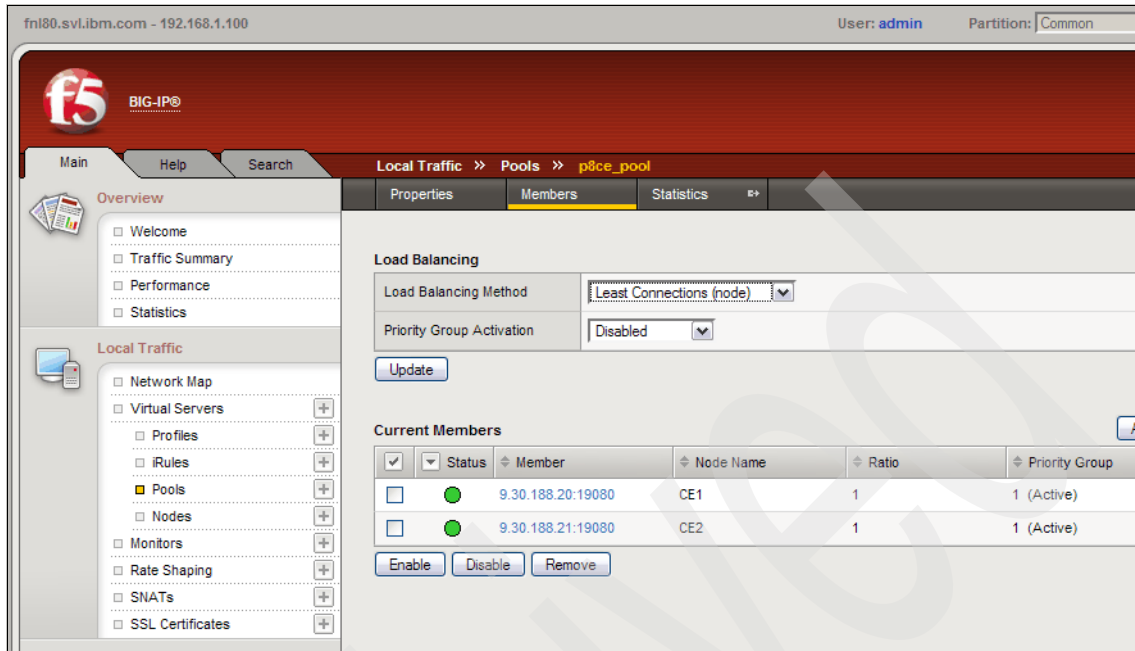 fnl80.svl.ibm.com - 192.168.1.100 User: admin Partition: Common
f5 BIG-IP®
Main Help Search Local Traffic » Pools » p8ce_pool
Properties Members Statistics
Overview
Welcome
Traffic Summary
Performance
Statistics
Local Traffic
Network Map
Virtual Servers
Profiles
iRules
Pools
Nodes
Monitors
Rate Shaping
SNATs
SSL Certificates
Load Balancing
Load Balancing Method Least Connections (node)
Priority Group Activation Disabled
Update
Current Members A
Status Member Node Name Ratio Priority Group
9.30.188.20:19080 CE1 1 1 (Active)
9.30.188.21:19080 CE2 1 1 (Active)
Enable Disable Remove